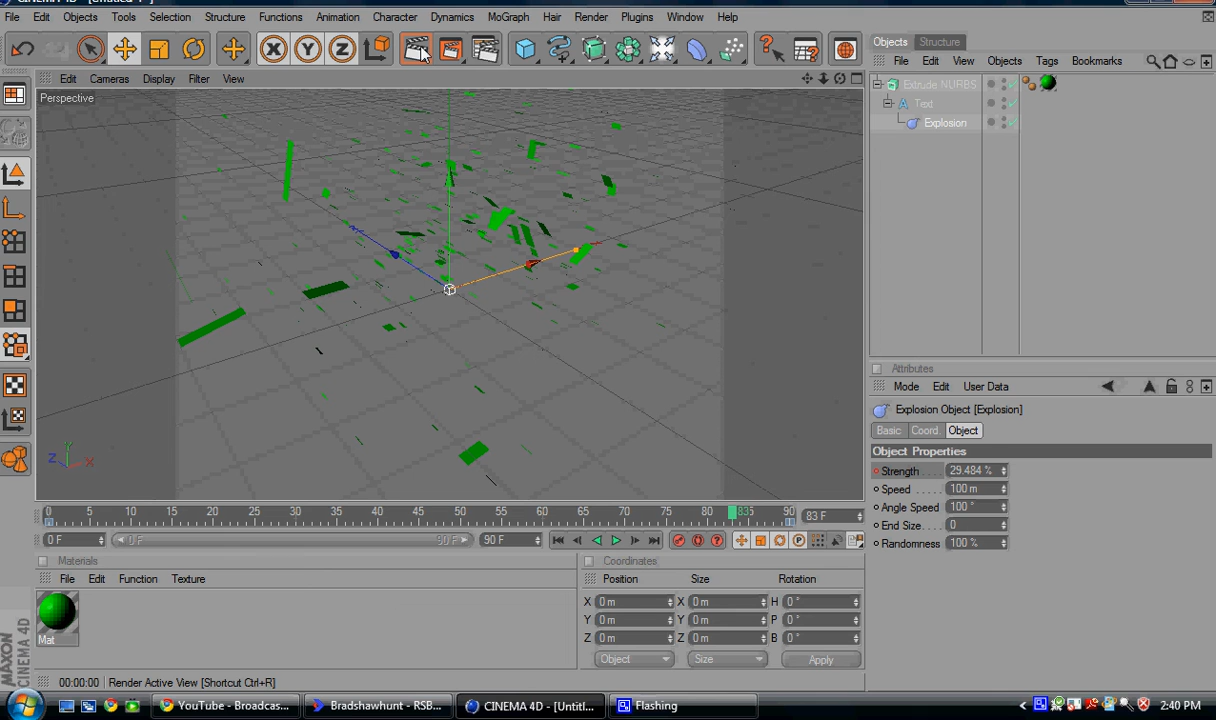 CINEMA 4D - [Untitled 1 *]
File Edit Objects Tools Selection Structure Functions Animation Character Dynamics MoGraph Hair Render Plugins Window Help
X Y Z
Objects Structure
File Edit View Objects Tags Bookmarks
Edit Cameras Display Filter View
Perspective
Extrude NURBS
Text
Explosion
Y
Z X
Attributes
Mode Edit User Data
Explosion Object [Explosion]
Basic Coord. Object
Object Properties
Strength 29.484 %
Speed 100 m
Angle Speed 100 °
End Size 0
Randomness 100 %
0 5 10 15 20 25 30 35 40 45 50 55 60 65 70 75 80 835 90 83 F
0 F 0 F 90 F 90 F
Materials
File Edit Function Texture
Mat
Coordinates
Position Size Rotation
X 0 m X 0 m H 0 °
Y 0 m Y 0 m P 0 °
Z 0 m Z 0 m B 0 °
Object Size Apply
MAXON CINEMA 4D
00:00:00 Render Active View [Shortcut Ctrl+R]
YouTube - Broadcas... Bradshawhunt - RSB... CINEMA 4D - [Untitl... Flashing 2:40 PM